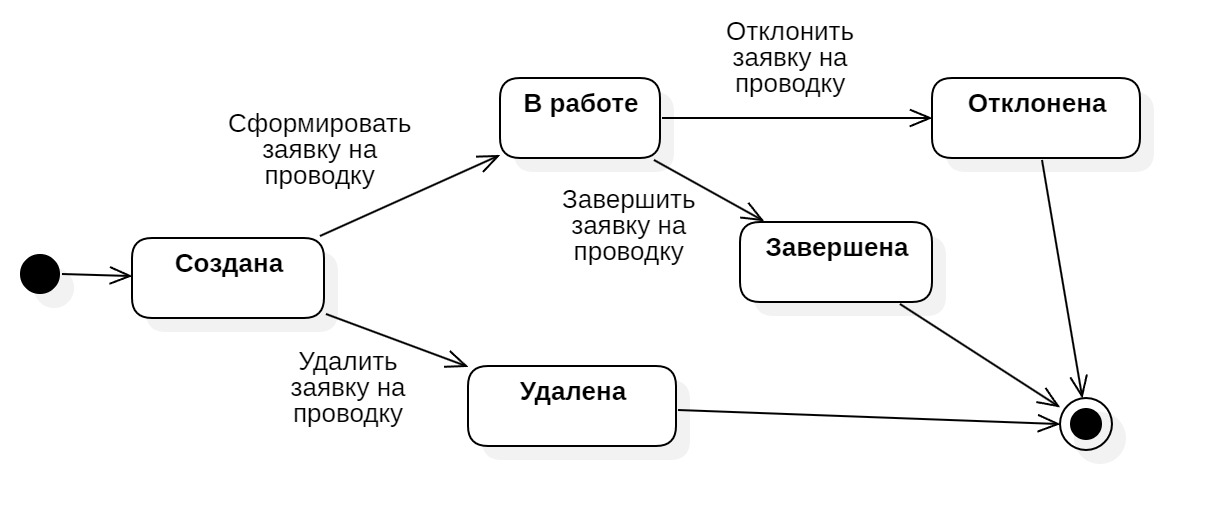 Отклонить
заявку на
проводку
В работе
Отклонена
Сформировать
заявку на
проводку
Завершить
заявку на
проводку
Завершена
Создана
Удалить
заявку на
проводку
Удалена